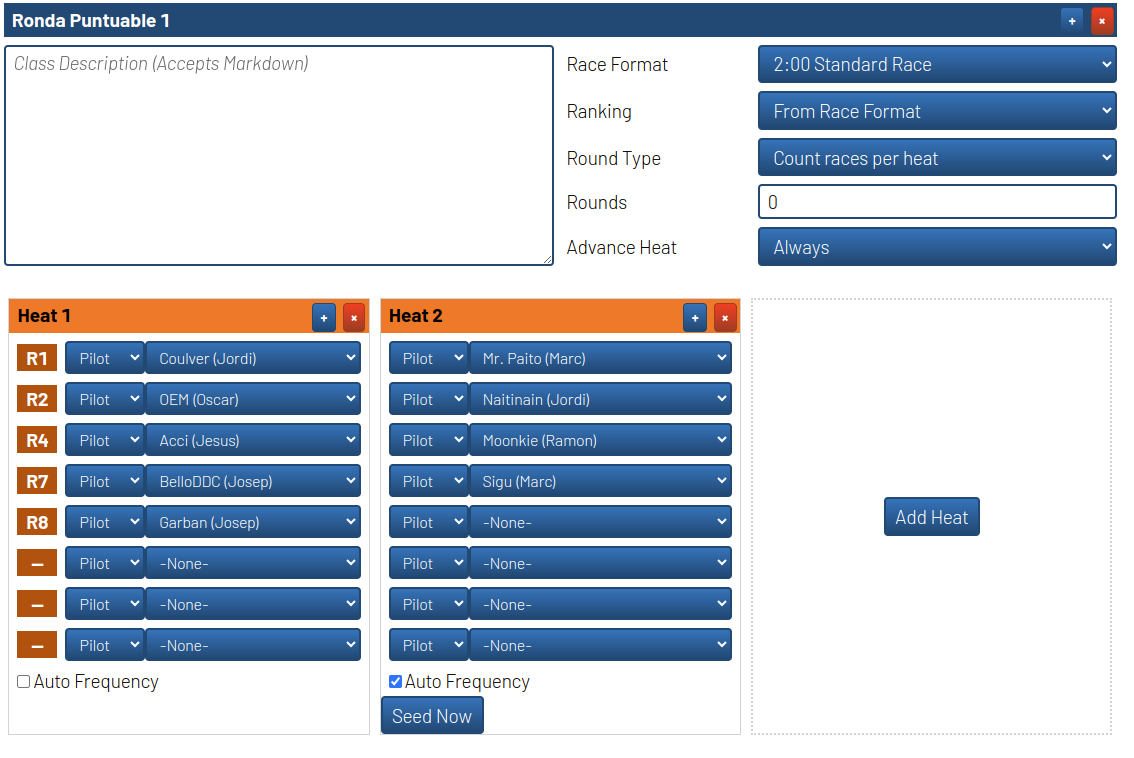 Ronda Puntuable 1
+
×
Class Description (Accepts Markdown)
Race Format
2:00 Standard Race
Ranking
From Race Format
Round Type
Count races per heat
Rounds
0
Advance Heat
Always
Heat 1
+
×
R1 Pilot Coulver (Jordi)
R2 Pilot OEM (Oscar)
R4 Pilot Acci (Jesus)
R7 Pilot BelloDDC (Josep)
R8 Pilot Garban (Josep)
— Pilot -None-
— Pilot -None-
— Pilot -None-
Auto Frequency
Heat 2
+
×
Pilot Mr. Paito (Marc)
Pilot Naitinain (Jordi)
Pilot Moonkie (Ramon)
Pilot Sigu (Marc)
Pilot -None-
Pilot -None-
Pilot -None-
Pilot -None-
Auto Frequency
Seed Now
Add Heat